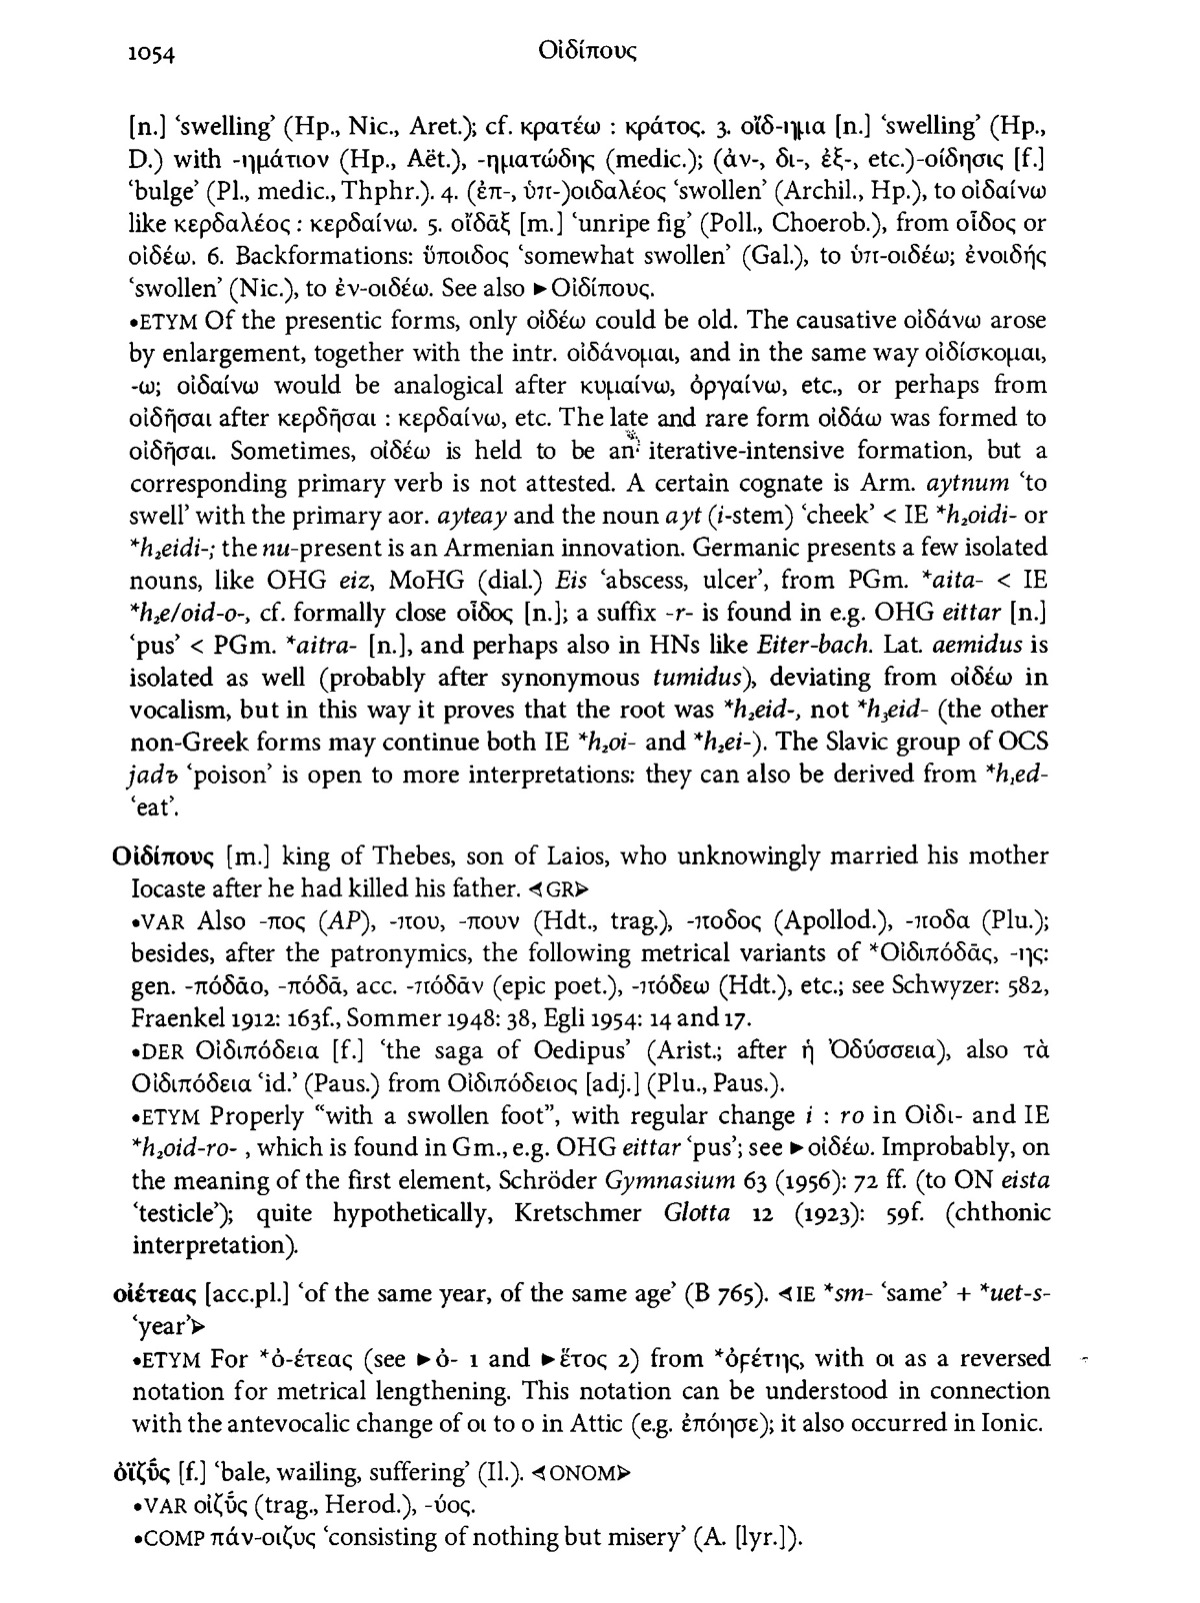 1054 Οἰδίπους
[n.] ‘swelling’ (Hp., Nic., Aret.); cf. κρατέω : κράτος. 3. οἴδ-ημα [n.] ‘swelling’ (Hp.,
D.) with -ημάτιον (Hp., Aët.), -ηματώδης (medic.); (ἀν-, δι-, ἐξ-, etc.)-οίδησις [f.]
‘bulge’ (Pl., medic., Thphr.). 4. (ἐπ-, ὑπ-)οιδαλέος ‘swollen’ (Archil., Hp.), to οἰδαίνω
like κερδαλέος : κερδαίνω. 5. οἴδᾱξ [m.] ‘unripe fig’ (Poll., Choerob.), from οἶδος or
οἰδέω. 6. Backformations: ὕποιδος ‘somewhat swollen’ (Gal.), to ὑπ-οιδέω; ἐνοιδής
‘swollen’ (Nic.), to ἐν-οιδέω. See also ►Οἰδίπους.
•ETYM Of the presentic forms, only οἰδέω could be old. The causative οἰδάνω arose
by enlargement, together with the intr. οἰδάνομαι, and in the same way οἰδίσκομαι,
-ω; οἰδαίνω would be analogical after κυμαίνω, ὀργαίνω, etc., or perhaps from
οἰδῆσαι after κερδῆσαι : κερδαίνω, etc. The late and rare form οἰδάω was formed to
οἰδῆσαι. Sometimes, οἰδέω is held to be an iterative-intensive formation, but a
corresponding primary verb is not attested. A certain cognate is Arm. aytnum ‘to
swell’ with the primary aor. ayteay and the noun ayt (i-stem) ‘cheek’ < IE *h₂oidi- or
*h₂eidi-; the nu-present is an Armenian innovation. Germanic presents a few isolated
nouns, like OHG eiz, MoHG (dial.) Eis ‘abscess, ulcer’, from PGm. *aita- < IE
*h₂e/oid-o-, cf. formally close οἶδος [n.]; a suffix -r- is found in e.g. OHG eittar [n.]
‘pus’ < PGm. *aitra- [n.], and perhaps also in HNs like Eiter-bach. Lat. aemidus is
isolated as well (probably after synonymous tumidus), deviating from οἰδέω in
vocalism, but in this way it proves that the root was *h₂eid-, not *h₃eid- (the other
non-Greek forms may continue both IE *h₂oi- and *h₂ei-). The Slavic group of OCS
jadъ ‘poison’ is open to more interpretations: they can also be derived from *h₁ed-
‘eat’.
Οἰδίπους [m.] king of Thebes, son of Laios, who unknowingly married his mother
Iocaste after he had killed his father. ⊰GR⊱
•VAR Also -πος (AP), -που, -πουν (Hdt., trag.), -ποδος (Apollod.), -ποδα (Plu.);
besides, after the patronymics, the following metrical variants of *Οἰδιπόδᾱς, -ης:
gen. -πόδᾱο, -πόδᾱ, acc. -πόδᾱν (epic poet.), -πόδεω (Hdt.), etc.; see Schwyzer: 582,
Fraenkel 1912: 163f., Sommer 1948: 38, Egli 1954: 14 and 17.
•DER Οἰδιπόδεια [f.] ‘the saga of Oedipus’ (Arist.; after ἡ Ὀδύσσεια), also τὰ
Οἰδιπόδεια ‘id.’ (Paus.) from Οἰδιπόδειος [adj.] (Plu., Paus.).
•ETYM Properly “with a swollen foot”, with regular change i : ro in Οἰδι- and IE
*h₂oid-ro- , which is found in Gm., e.g. OHG eittar ‘pus’; see ►οἰδέω. Improbably, on
the meaning of the first element, Schröder Gymnasium 63 (1956): 72 ff. (to ON eista
‘testicle’); quite hypothetically, Kretschmer Glotta 12 (1923): 59f. (chthonic
interpretation).
οἰέτεας [acc.pl.] ‘of the same year, of the same age’ (B 765). ⊰IE *sm- ‘same’ + *uet-s-
‘year’⊱
•ETYM For *ὀ-έτεας (see ►ὀ- 1 and ►ἔτος 2) from *ὀϝέτης, with οι as a reversed
notation for metrical lengthening. This notation can be understood in connection
with the antevocalic change of οι to ο in Attic (e.g. ἐπόησε); it also occurred in Ionic.
ὀϊζῡ́ς [f.] ‘bale, wailing, suffering’ (Il.). ⊰ONOM⊱
•VAR οἰζῡ́ς (trag., Herod.), -ύος.
•COMP πάν-οιζυς ‘consisting of nothing but misery’ (A. [lyr.]).